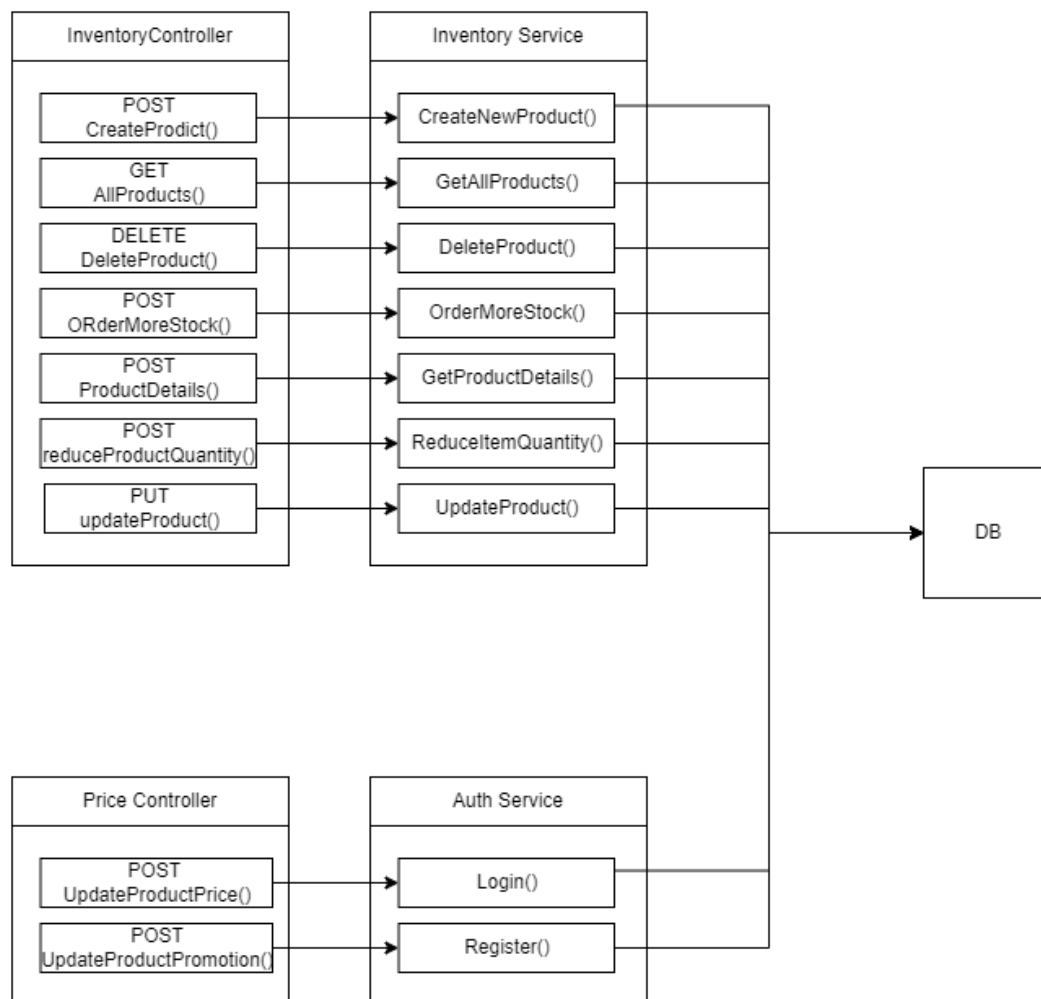 InventoryController
Inventory Service
POST
CreateProdict()
CreateNewProduct()
GET
AllProducts()
GetAllProducts()
DELETE
DeleteProduct()
DeleteProduct()
POST
ORderMoreStock()
OrderMoreStock()
POST
ProductDetails()
GetProductDetails()
POST
reduceProductQuantity()
ReduceItemQuantity()
PUT
updateProduct()
UpdateProduct()
DB
Price Controller
Auth Service
POST
UpdateProductPrice()
Login()
POST
UpdateProductPromotion()
Register()